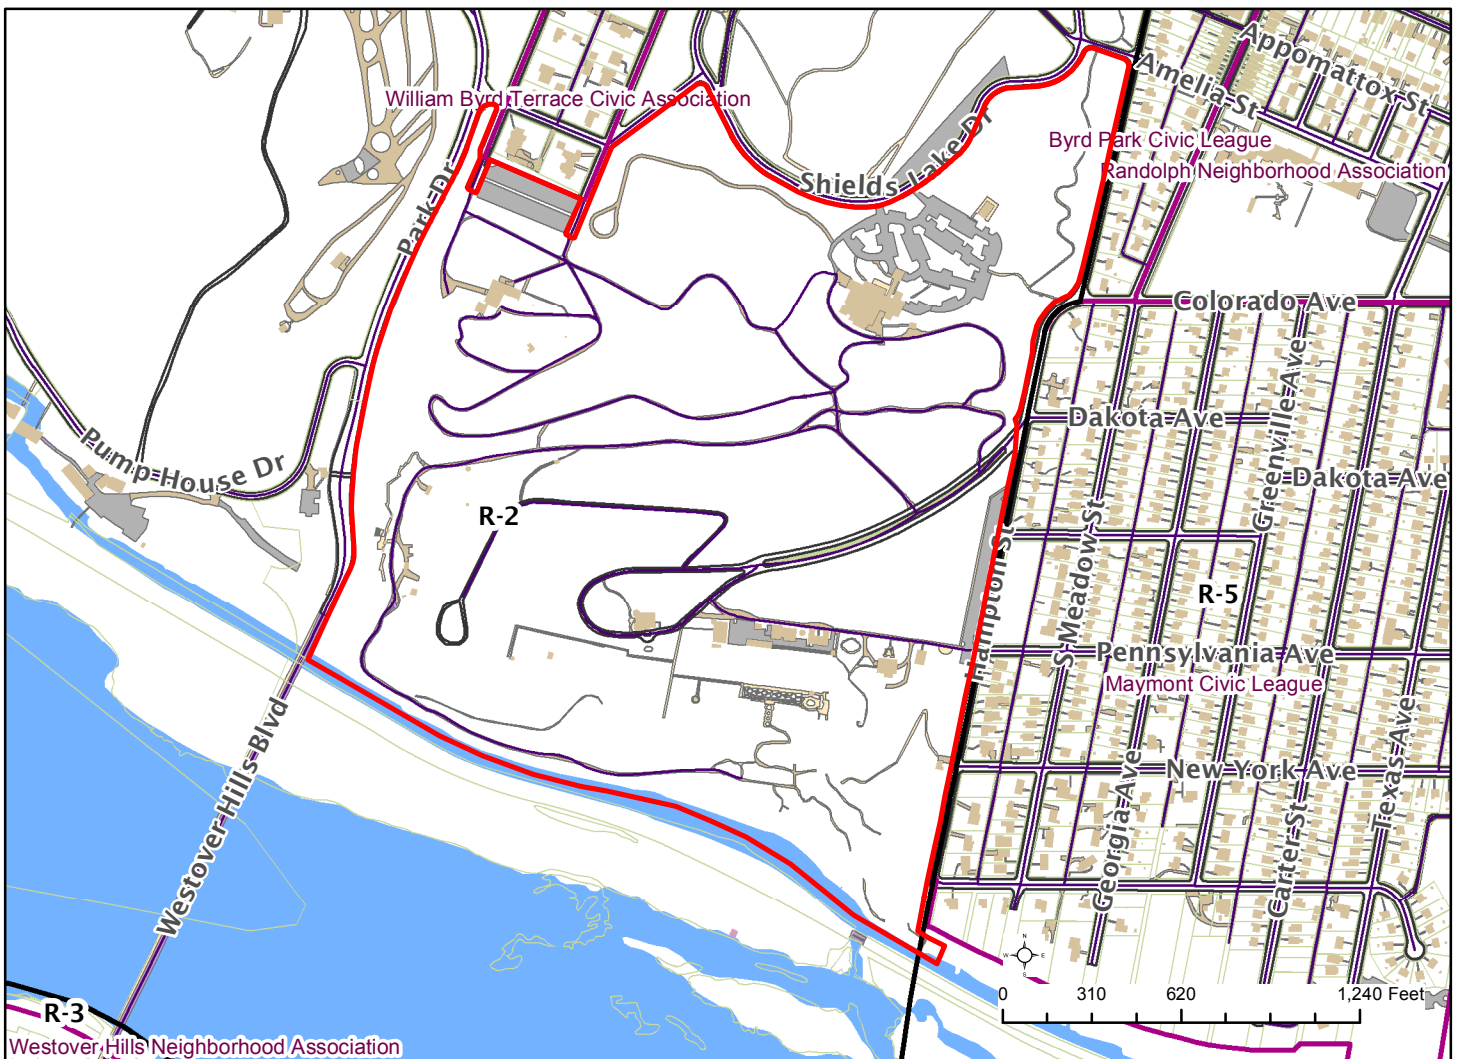 Appomattox St
Amelia St
William Byrd Terrace Civic Association
Byrd Park Civic League
Randolph Neighborhood Association
Shields Lake Dr
Park Dr
Colorado Ave
Dakota Ave
Greenville Ave
Dakota Ave
Pump House Dr
R-2
Hampton St
S Meadow St
R-5
Pennsylvania Ave
Maymont Civic League
Westover Hills Blvd
New York Ave
Georgia Ave
Carter St
Texas Ave
N
W E
S
0 310 620 1,240 Feet
R-3
Westover Hills Neighborhood Association